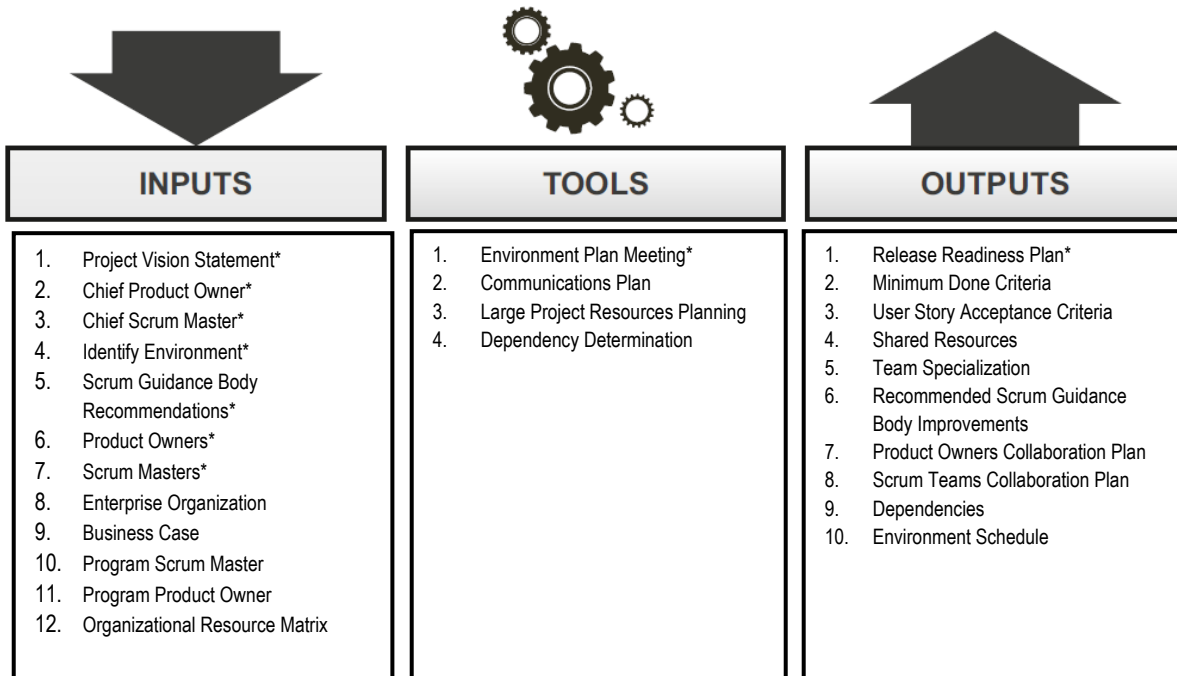 INPUTS
1. Project Vision Statement*
2. Chief Product Owner*
3. Chief Scrum Master*
4. Identify Environment*
5. Scrum Guidance Body
Recommendations*
6. Product Owners*
7. Scrum Masters*
8. Enterprise Organization
9. Business Case
10. Program Scrum Master
11. Program Product Owner
12. Organizational Resource Matrix
TOOLS
1. Environment Plan Meeting*
2. Communications Plan
3. Large Project Resources Planning
4. Dependency Determination
OUTPUTS
1. Release Readiness Plan*
2. Minimum Done Criteria
3. User Story Acceptance Criteria
4. Shared Resources
5. Team Specialization
6. Recommended Scrum Guidance
Body Improvements
7. Product Owners Collaboration Plan
8. Scrum Teams Collaboration Plan
9. Dependencies
10. Environment Schedule